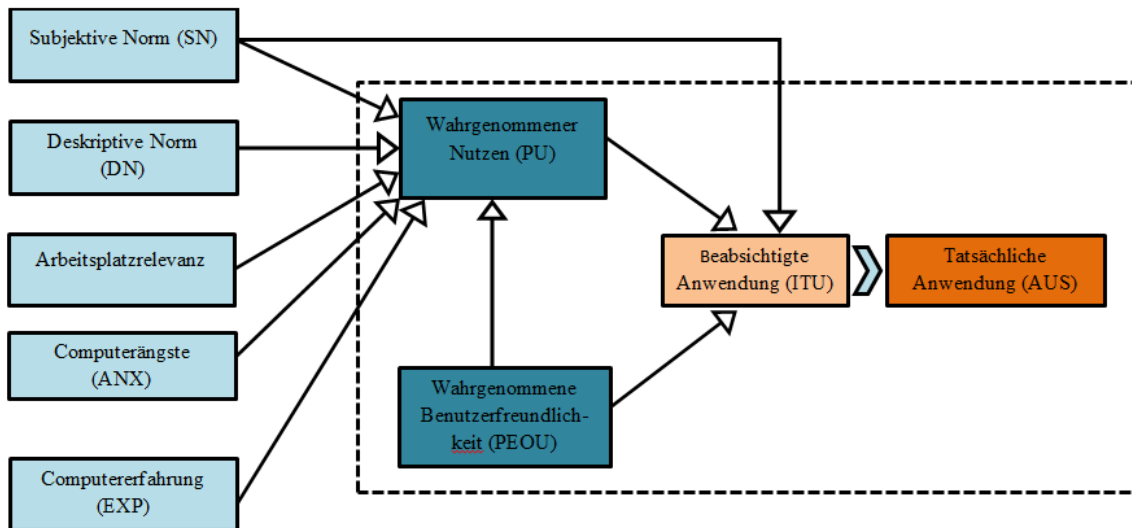 Subjektive Norm (SN)
Deskriptive Norm
(DN)
Arbeitsplatzrelevanz
Computerängste
(ANX)
Computererfahrung
(EXP)
Wahrgenommener
Nutzen (PU)
Wahrgenommene
Benutzerfreundlich-
keit (PEOU)
Beabsichtigte
Anwendung (ITU)
Tatsächliche
Anwendung (AUS)